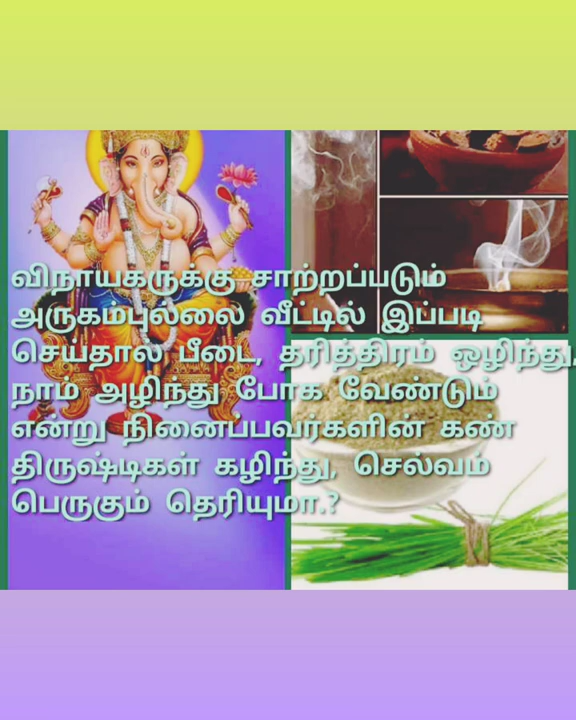 விநாயகருக்கு சாற்றப்படும்
அருகம்புல்லை வீட்டில் இப்படி
செய்தால் பீடை, தரித்திரம் ஒழிந்து,
நாம் அழிந்து போக வேண்டும்
என்று நினைப்பவர்களின் கண்
திருஷ்டிகள் கழிந்து, செல்வம்
பெருகும் தெரியுமா.?